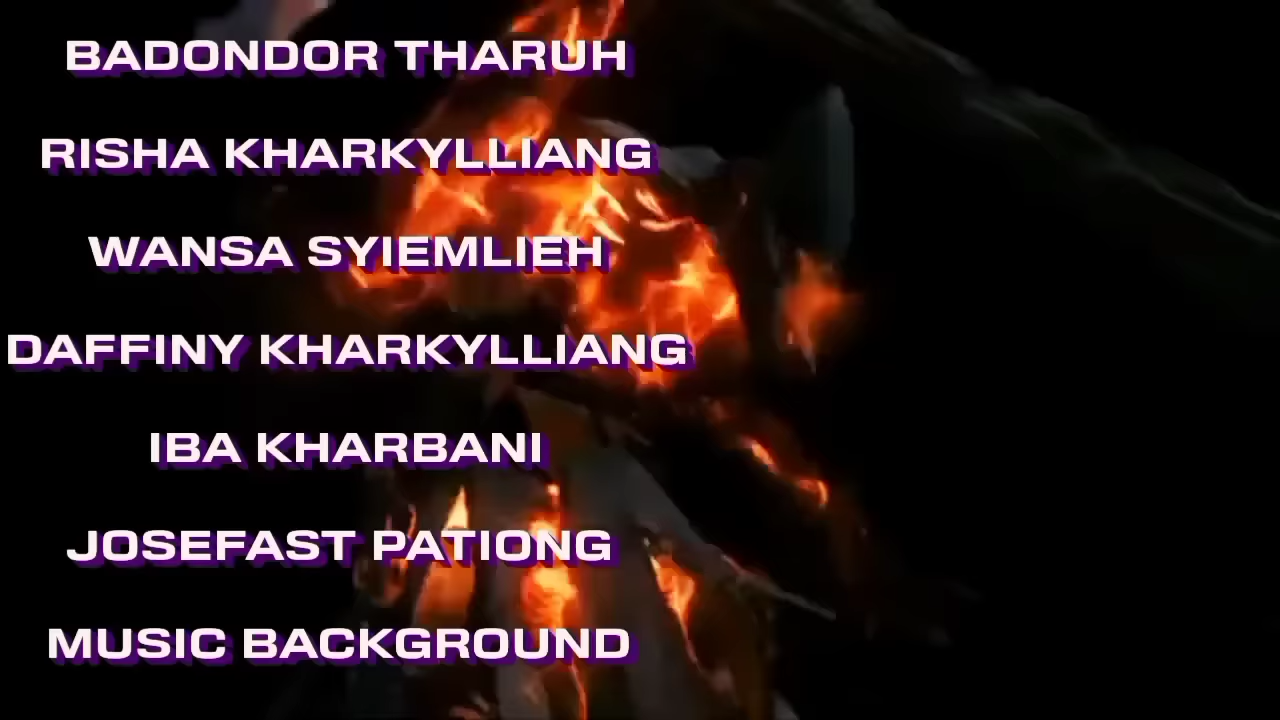 BADONDOR THARUH
RISHA KHARKYLLIANG
WANSA SYIEMLIEH
DAFFINY KHARKYLLIANG
IBA KHARBANI
JOSEFAST PATIONG
MUSIC BACKGROUND